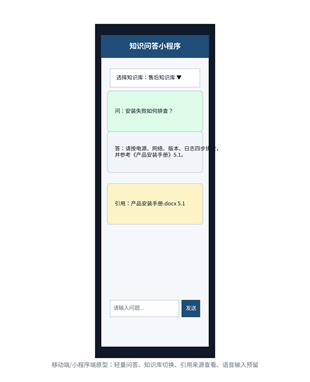 知识问答小程序
选择知识库：售后知识库 ▼
问：安装失败如何排查？
答：请按电源、网络、版本、日志四步排查，
并参考《产品安装手册》5.1。
引用：产品安装手册.docx 5.1
请输入问题...
发送
移动端/小程序端原型：轻量问答、知识库切换、引用来源查看、语音输入预留